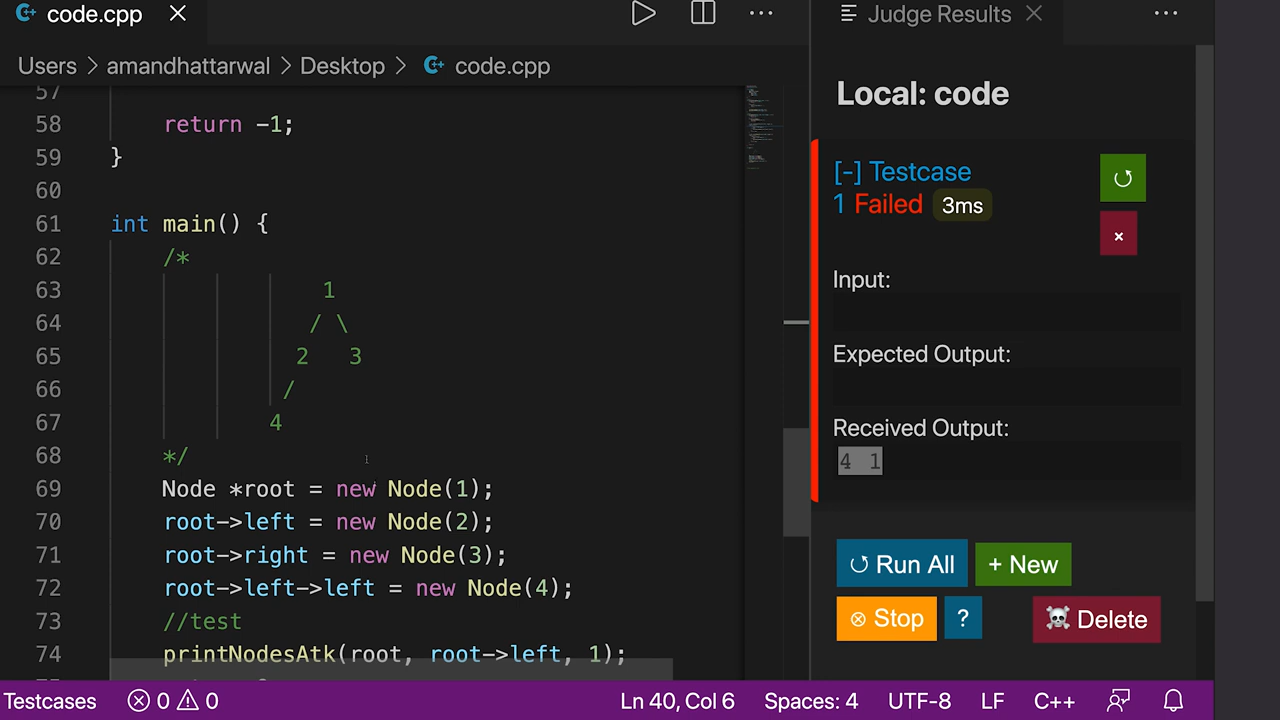 code.cpp
Users > amandhattarwal > Desktop > code.cpp
57
58 return -1;
59 }
60
61 int main() {
62 /*
63 1
64 / \
65 2 3
66 /
67 4
68 */
69 Node *root = new Node(1);
70 root->left = new Node(2);
71 root->right = new Node(3);
72 root->left->left = new Node(4);
73 //test
74 printNodesAtk(root, root->left, 1);
Judge Results
Local: code
[-] Testcase
1 Failed 3ms
Input:
Expected Output:
Received Output:
4 1
Run All
+ New
Stop
?
Delete
Testcases 0 0 Ln 40, Col 6 Spaces: 4 UTF-8 LF C++